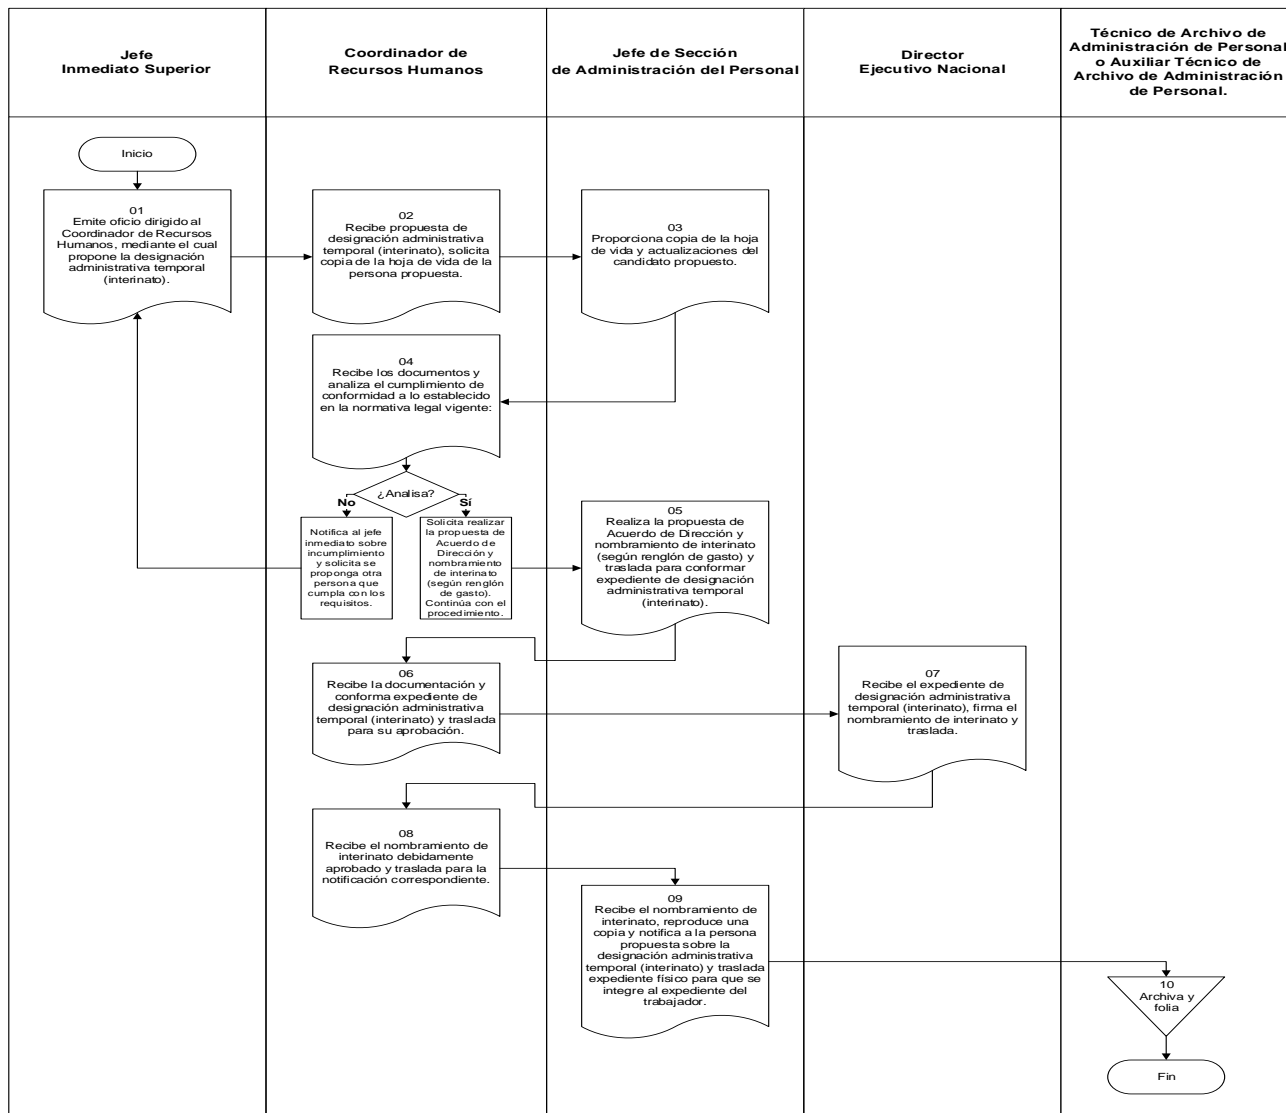 Jefe
Inmediato Superior
Coordinador de
Recursos Humanos
Jefe de Sección
de Administración del Personal
Director
Ejecutivo Nacional
Técnico de Archivo de
Administración de Personal
o Auxiliar Técnico de
Archivo de Administración
de Personal.
Inicio
01
Emite oficio dirigido al
Coordinador de Recursos
Humanos, mediante el cual
propone la designación
administrativa temporal
(interinato).
02
Recibe propuesta de
designación administrativa
temporal (interinato), solicita
copia de la hoja de vida de la
persona propuesta.
03
Proporciona copia de la hoja
de vida y actualizaciones del
candidato propuesto.
04
Recibe los documentos y
analiza el cumplimiento de
conformidad a lo establecido
en la normativa legal vigente:
¿Analisa?
No
Sí
Notifica al jefe
inmediato sobre
incumplimiento
y solicita se
proponga otra
persona que
cumpla con los
requisitos.
Solicita realizar
la propuesta de
Acuerdo de
Dirección y
nombramiento
de interinato
(según renglón
de gasto).
Continúa con el
procedimiento.
05
Realiza la propuesta de
Acuerdo de Dirección y
nombramiento de interinato
(según renglón de gasto) y
traslada para conformar
expediente de designación
administrativa temporal
(interinato).
06
Recibe la documentación y
conforma expediente de
designación administrativa
temporal (interinato) y traslada
para su aprobación.
07
Recibe el expediente de
designación administrativa
temporal (interinato), firma el
nombramiento de interinato y
traslada.
08
Recibe el nombramiento de
interinato debidamente
aprobado y traslada para la
notificación correspondiente.
09
Recibe el nombramiento de
interinato, reproduce una
copia y notifica a la persona
propuesta sobre la
designación administrativa
temporal (interinato) y traslada
expediente físico para que se
integre al expediente del
trabajador.
10
Archiva y
folia
Fin